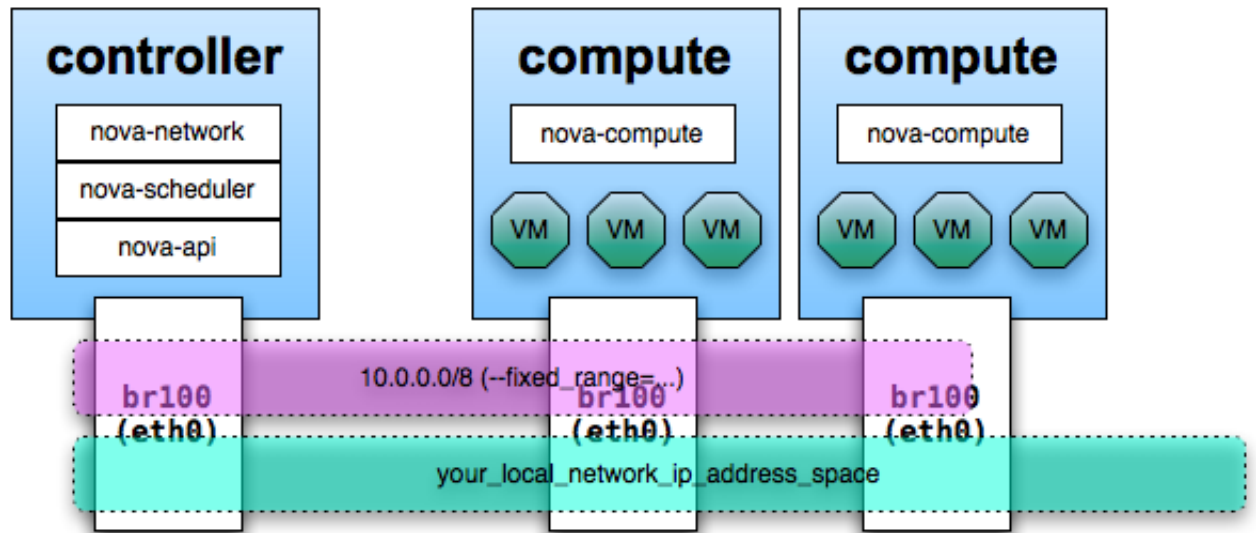 controller
nova-network
nova-scheduler
nova-api
compute
nova-compute
VM VM VM
compute
nova-compute
VM VM VM
10.0.0.0/8 (--fixed_range=...)
br100
(eth0)
br100
(eth0)
br100
(eth0)
your_local_network_ip_address_space